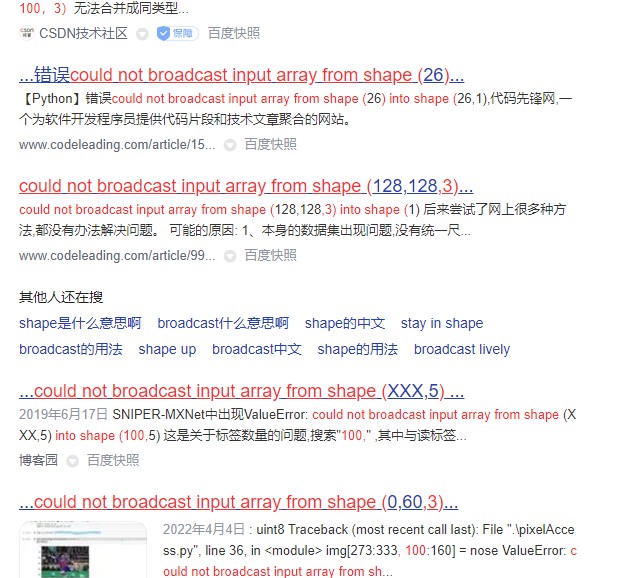 100，3）无法合并成同类型...
CSDN技术社区 保障 百度快照
...错误could not broadcast input array from shape (26)...
【Python】错误could not broadcast input array from shape (26) into shape (26,1),代码先锋网,一
个为软件开发程序员提供代码片段和技术文章聚合的网站。
www.codeleading.com/article/15... 百度快照
could not broadcast input array from shape (128,128,3)...
could not broadcast input array from shape (128,128,3) into shape (1) 后来尝试了网上很多种方
法,都没有办法解决问题。 可能的原因: 1、本身的数据集出现问题,没有统一尺...
www.codeleading.com/article/99... 百度快照
其他人还在搜
shape是什么意思啊 broadcast什么意思啊 shape的中文 stay in shape
broadcast的用法 shape up broadcast中文 shape的用法 broadcast lively
...could not broadcast input array from shape (XXX,5) ...
2019年6月17日 SNIPER-MXNet中出现ValueError: could not broadcast input array from shape (X
XX,5) into shape (100,5) 这是关于标签数量的问题,搜索"100," ,其中与读标签...
博客园 百度快照
...could not broadcast input array from shape (0,60,3)...
2022年4月4日 : uint8 Traceback (most recent call last): File ".\pixelAcce
ss.py", line 36, in <module> img[273:333, 100:160] = nose ValueError: c
ould not broadcast input array from sh...